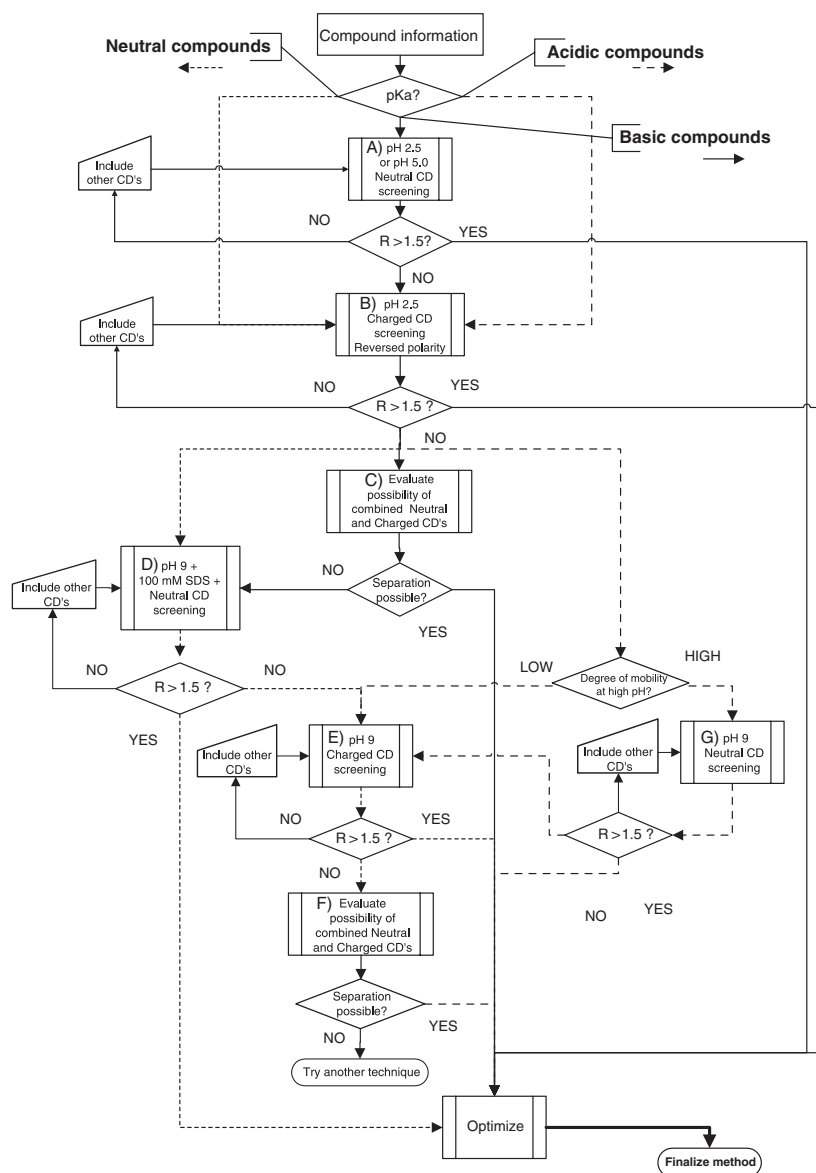 Neutral compounds
Compound information
Acidic compounds
pKa?
Basic compounds
A) pH 2.5
or pH 5.0
Neutral CD
screening
Include
other CD's
NO
YES
R >1.5?
NO
B) pH 2.5
Charged CD
screening
Reversed polarity
Include
other CD's
NO
YES
R >1.5 ?
NO
C) Evaluate
possibility of
combined Neutral
and Charged CD's
D) pH 9 +
100 mM SDS +
Neutral CD
screening
Include other
CD's
NO
Separation
possible?
YES
NO
R >1.5 ?
NO
YES
LOW
HIGH
Degree of mobility
at high pH?
E) pH 9
Charged CD
screening
Include other
CD's
G) pH 9
Neutral CD
screening
Include other
CD's
NO
R >1.5 ?
YES
R >1.5 ?
NO
NO
YES
F) Evaluate
possibility of
combined Neutral
and Charged CD's
Separation
possible?
YES
NO
Try another technique
Optimize
Finalize method